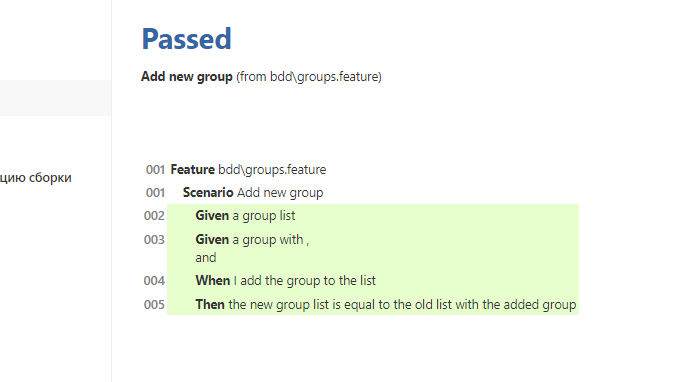 Passed
Add new group (from bdd\groups.feature)
001 Feature bdd\groups.feature
001 Scenario Add new group
цию сборки
002 Given a group list
003 Given a group with ,
and
004 When I add the group to the list
005 Then the new group list is equal to the old list with the added group